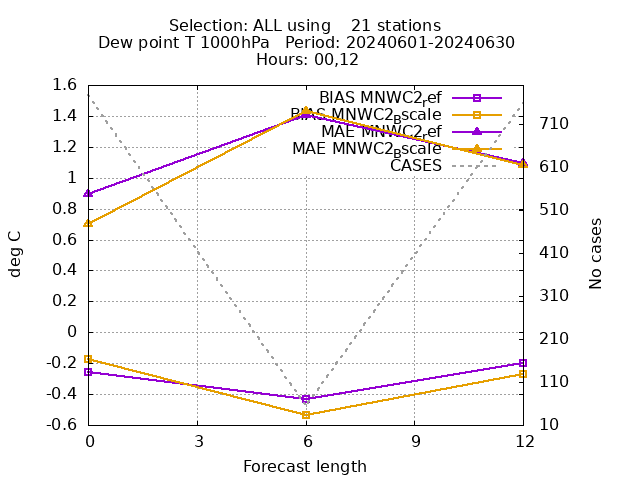 Selection: ALL using    21 stations
Dew point T 1000hPa   Period: 20240601-20240630
Hours: 00,12
BIAS MNWC2_ref
BIAS MNWC2_Bscale
MAE MNWC2_ref
MAE MNWC2_Bscale
CASES
1.6
1.4
1.2
1
0.8
0.6
0.4
0.2
0
-0.2
-0.4
-0.6
deg C
710
610
510
410
310
210
110
10
No cases
0 3 6 9 12
Forecast length